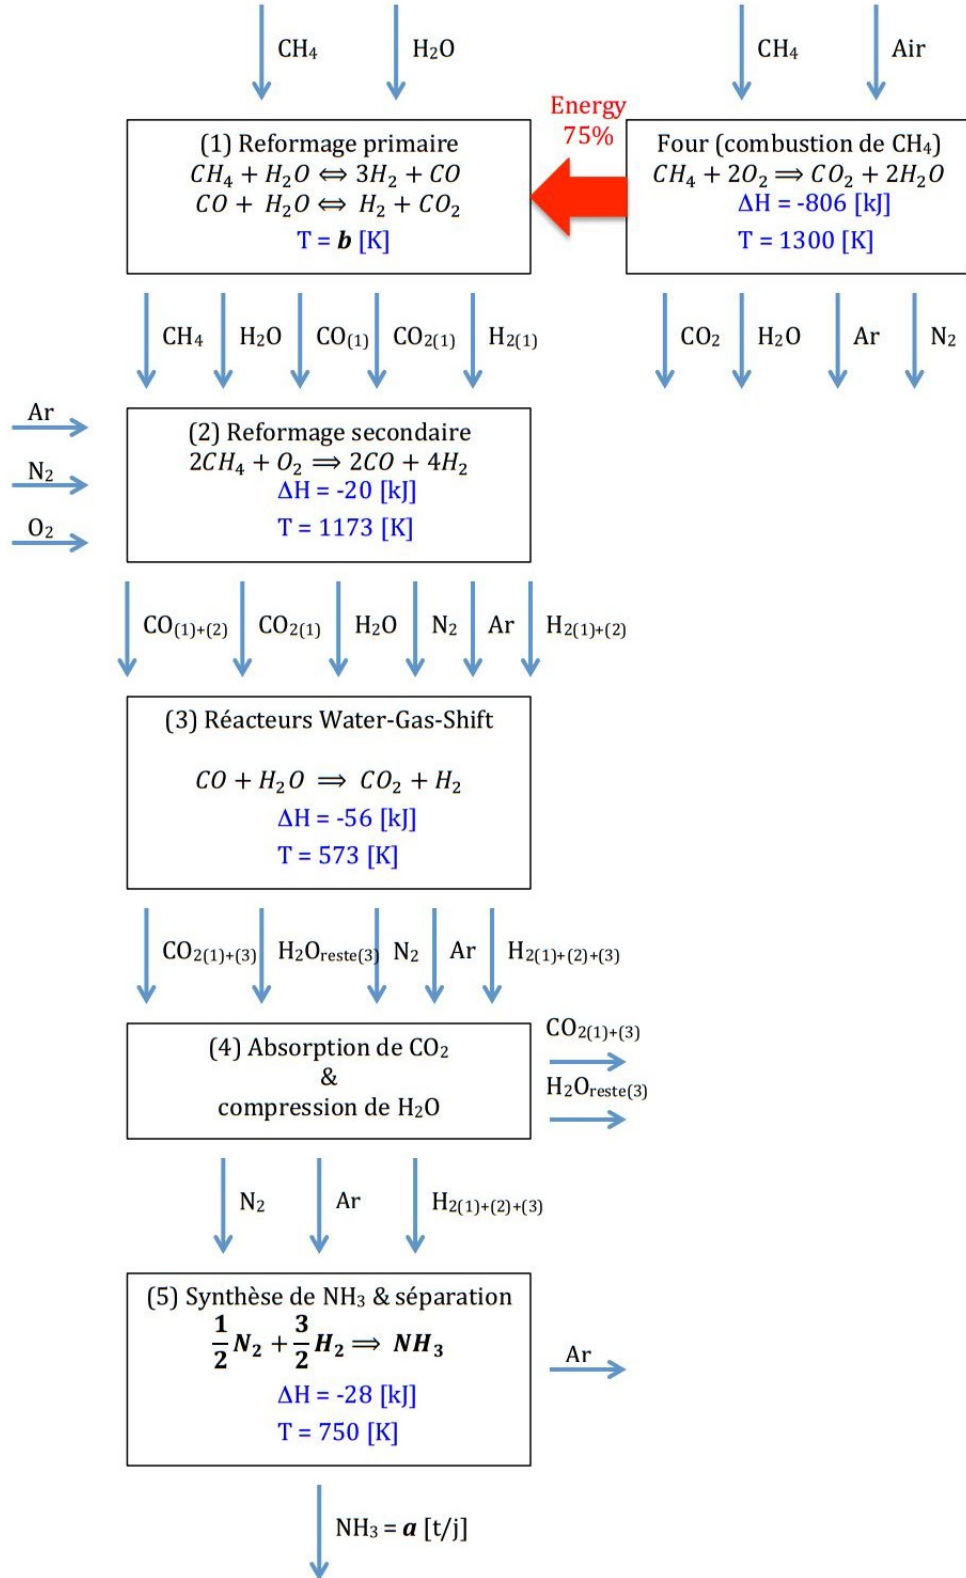 CH₄
H₂O
CH₄
Air
(1) Reformage primaire
CH₄ + H₂O ⇔ 3H₂ + CO
CO + H₂O ⇔ H₂ + CO₂
T = b [K]
Energy
75%
Four (combustion de CH₄)
CH₄ + 2O₂ ⟹ CO₂ + 2H₂O
ΔH = -806 [kJ]
T = 1300 [K]
CH₄
H₂O
CO₍₁₎
CO₂₍₁₎
H₂₍₁₎
CO₂
H₂O
Ar
N₂
Ar
N₂
O₂
(2) Reformage secondaire
2CH₄ + O₂ ⟹ 2CO + 4H₂
ΔH = -20 [kJ]
T = 1173 [K]
CO₍₁₎₊₍₂₎
CO₂₍₁₎
H₂O
N₂
Ar
H₂₍₁₎₊₍₂₎
(3) Réacteurs Water-Gas-Shift
CO + H₂O ⟹ CO₂ + H₂
ΔH = -56 [kJ]
T = 573 [K]
CO₂₍₁₎₊₍₃₎
H₂Oreste(3)
N₂
Ar
H₂₍₁₎₊₍₂₎₊₍₃₎
(4) Absorption de CO₂
&
compression de H₂O
CO₂₍₁₎₊₍₃₎
H₂Oreste(3)
N₂
Ar
H₂₍₁₎₊₍₂₎₊₍₃₎
(5) Synthèse de NH₃ & séparation
1/2 N₂ + 3/2 H₂ ⟹ NH₃
ΔH = -28 [kJ]
T = 750 [K]
Ar
NH₃ = a [t/j]